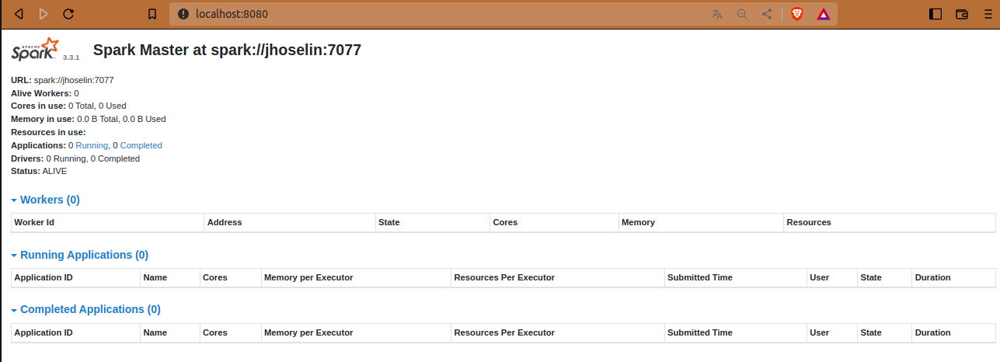 localhost:8080
APACHE Spark 3.3.1 Spark Master at spark://jhoselin:7077
URL: spark://jhoselin:7077
Alive Workers: 0
Cores in use: 0 Total, 0 Used
Memory in use: 0.0 B Total, 0.0 B Used
Resources in use:
Applications: 0 Running, 0 Completed
Drivers: 0 Running, 0 Completed
Status: ALIVE
Workers (0)
Worker Id Address State Cores Memory Resources
Running Applications (0)
Application ID Name Cores Memory per Executor Resources Per Executor Submitted Time User State Duration
Completed Applications (0)
Application ID Name Cores Memory per Executor Resources Per Executor Submitted Time User State Duration